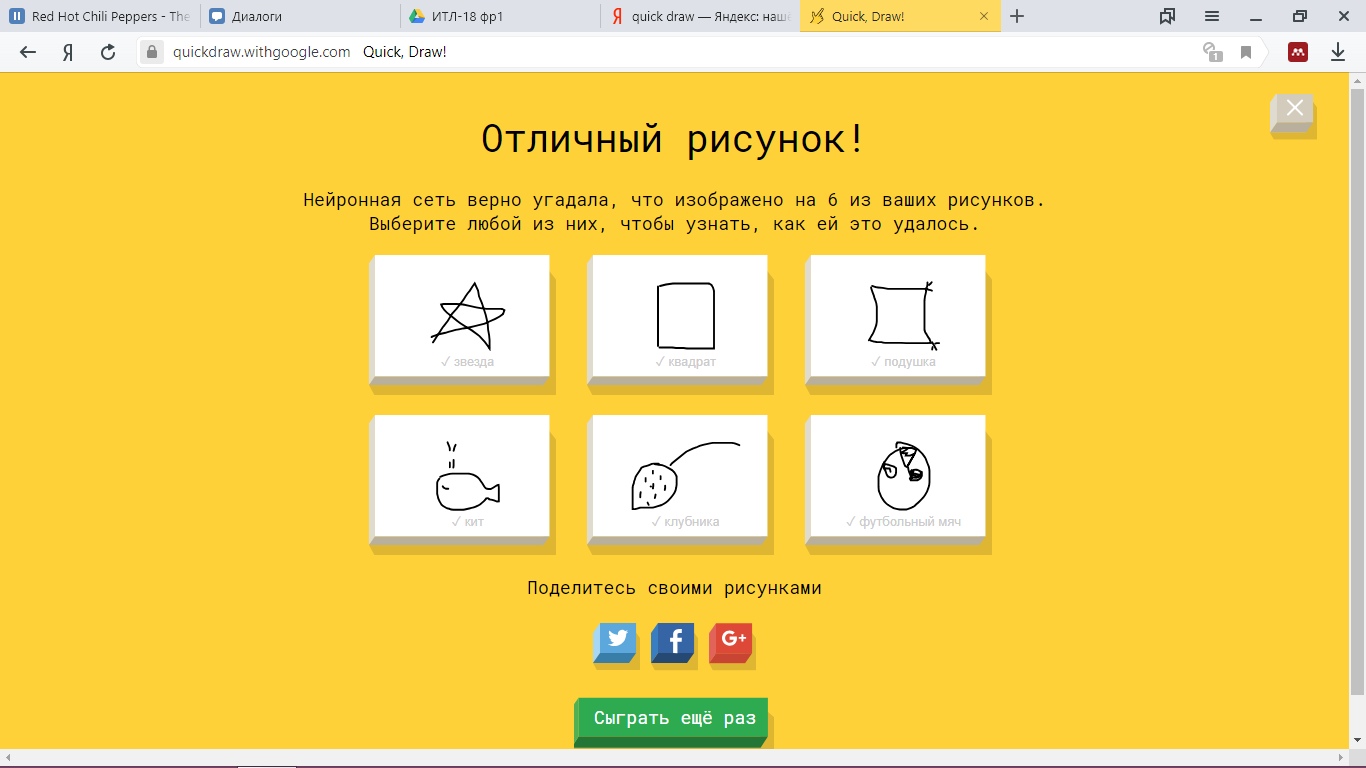 Red Hot Chili Peppers - The
Диалоги
ИТЛ-18 фр1
quick draw — Яндекс: наш
Quick, Draw!
quickdraw.withgoogle.com Quick, Draw!
1
Отличный рисунок!
Нейронная сеть верно угадала, что изображено на 6 из ваших рисунков.
Выберите любой из них, чтобы узнать, как ей это удалось.
✓ звезда
✓ квадрат
✓ подушка
✓ кит
✓ клубника
✓ футбольный мяч
Поделитесь своими рисунками
G+
Сыграть ещё раз